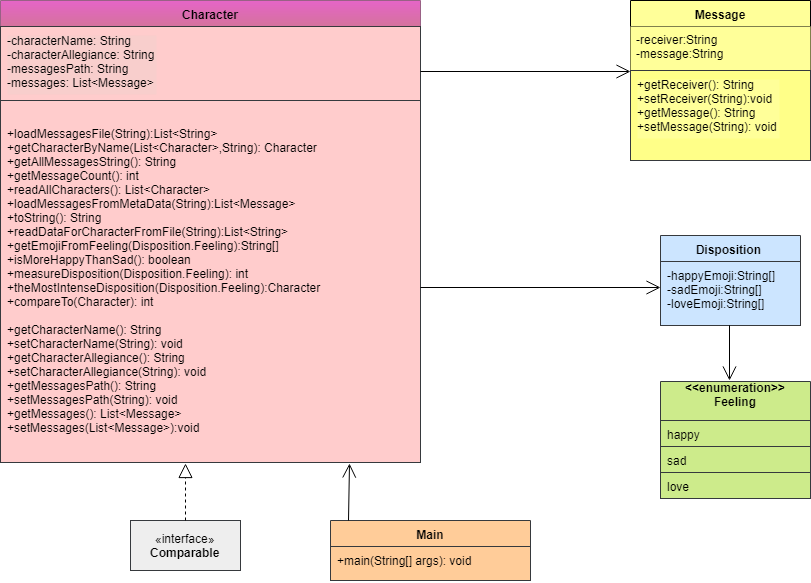 Character
-characterName: String
-characterAllegiance: String
-messagesPath: String
-messages: List<Message>
+loadMessagesFile(String):List<String>
+getCharacterByName(List<Character>,String): Character
+getAllMessagesString(): String
+getMessageCount(): int
+readAllCharacters(): List<Character>
+loadMessagesFromMetaData(String):List<Message>
+toString(): String
+readDataForCharacterFromFile(String):List<String>
+getEmojiFromFeeling(Disposition.Feeling):String[]
+isMoreHappyThanSad(): boolean
+measureDisposition(Disposition.Feeling): int
+theMostIntenseDisposition(Disposition.Feeling):Character
+compareTo(Character): int
+getCharacterName(): String
+setCharacterName(String): void
+getCharacterAllegiance(): String
+setCharacterAllegiance(String): void
+getMessagesPath(): String
+setMessagesPath(String): void
+getMessages(): List<Message>
+setMessages(List<Message>):void
Message
-receiver:String
-message:String
+getReceiver(): String
+setReceiver(String):void
+getMessage(): String
+setMessage(String): void
Disposition
-happyEmoji:String[]
-sadEmoji:String[]
-loveEmoji:String[]
<<enumeration>>
Feeling
happy
sad
love
«interface»
Comparable
Main
+main(String[] args): void